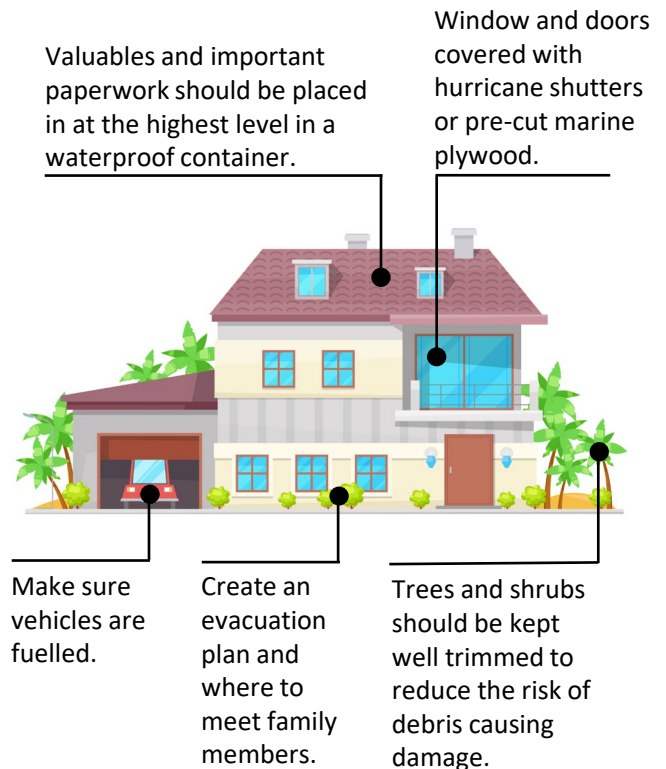 Valuables and important
paperwork should be placed
in at the highest level in a
waterproof container.
Window and doors
covered with
hurricane shutters
or pre-cut marine
plywood.
Make sure
vehicles are
fuelled.
Create an
evacuation
plan and
where to
meet family
members.
Trees and shrubs
should be kept
well trimmed to
reduce the risk of
debris causing
damage.